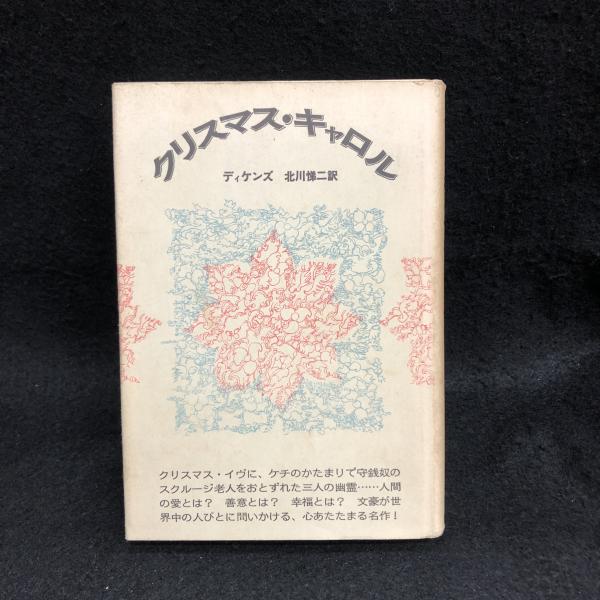 クリスマス・キャロル
ディケンズ 北川悌二訳
クリスマス・イヴに、ケチのかたまりで守銭奴の
スクルージ老人をおとずれた三人の幽霊……人間
の愛とは？ 善意とは？ 幸福とは？ 文豪が世
界中の人びとに問いかける、心あたたまる名作！